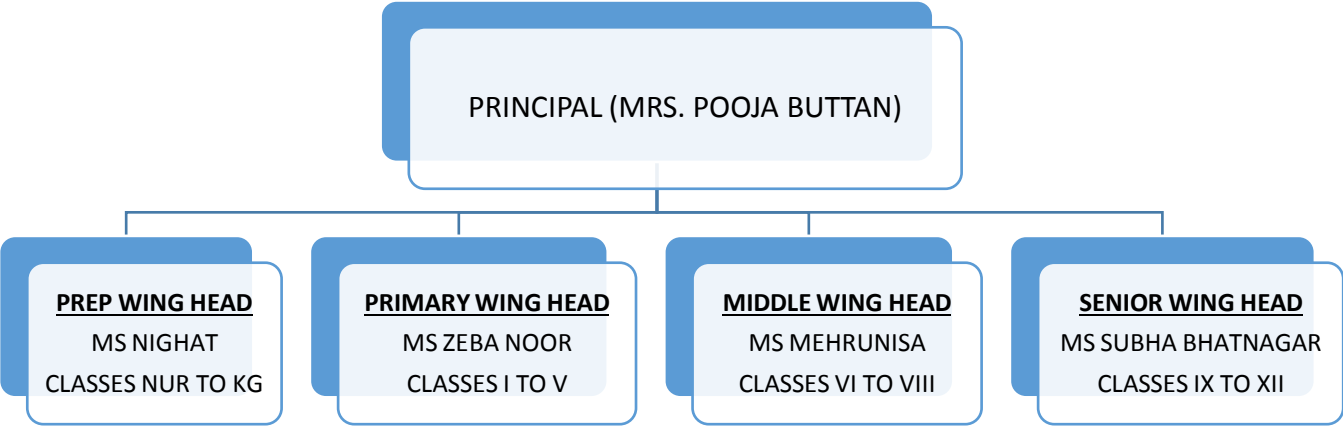 PRINCIPAL (MRS. POOJA BUTTAN)
PREP WING HEAD
MS NIGHAT
CLASSES NUR TO KG
PRIMARY WING HEAD
MS ZEBA NOOR
CLASSES I TO V
MIDDLE WING HEAD
MS MEHRUNISA
CLASSES VI TO VIII
SENIOR WING HEAD
MS SUBHA BHATNAGAR
CLASSES IX TO XII